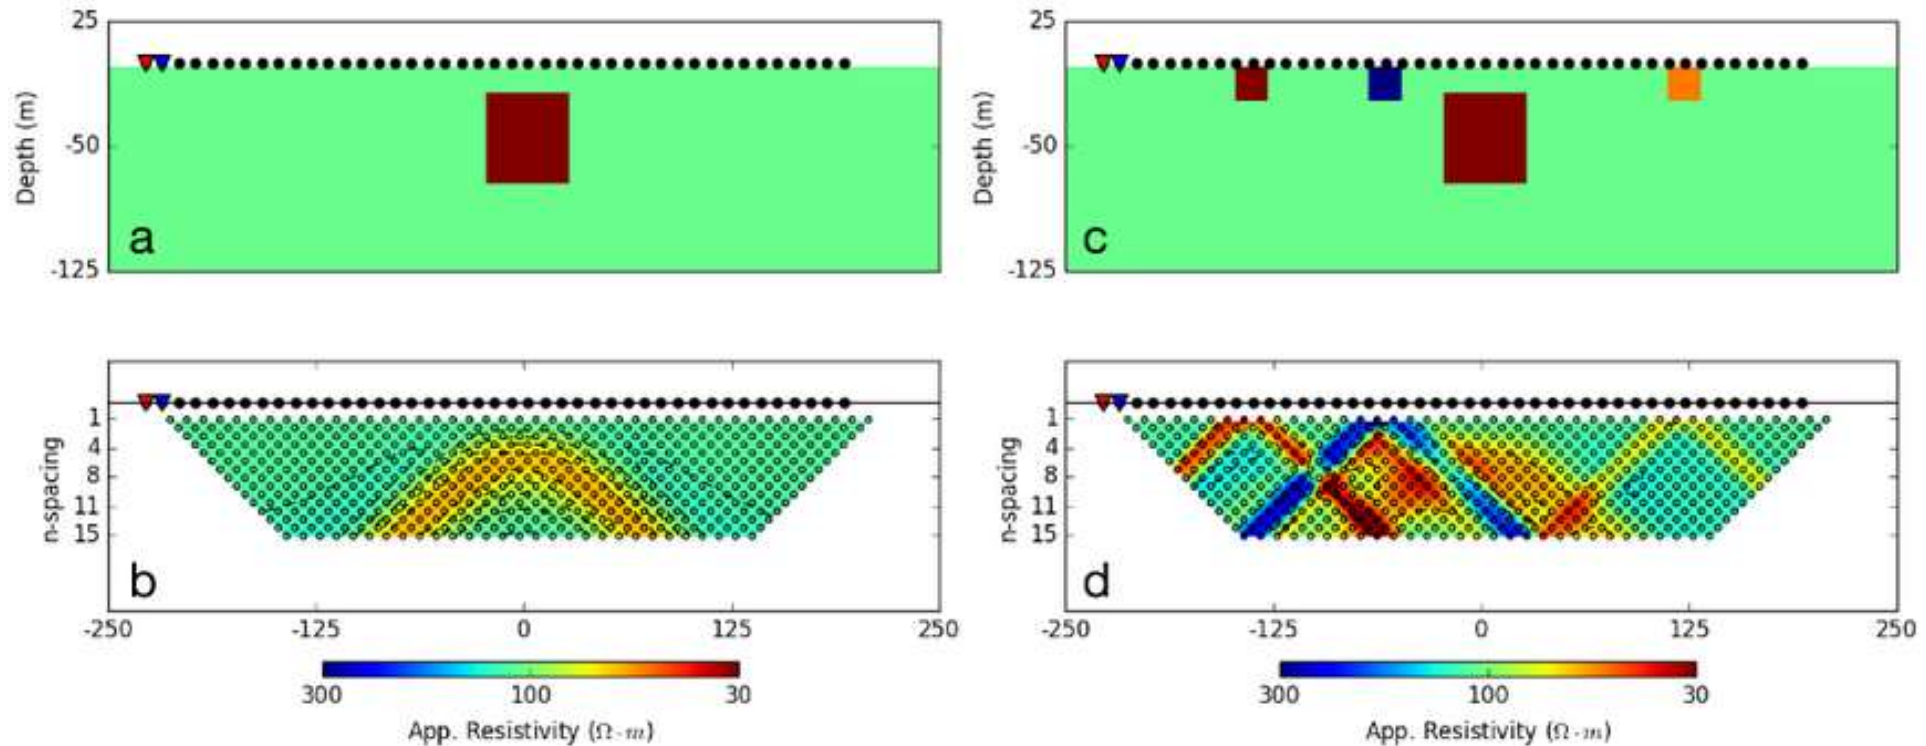 25
Depth (m)
-50
-125
a
25
Depth (m)
-50
-125
c
1
4
8
11
15
n-spacing
b
-250 -125 0 125 250
300 100 30
App. Resistivity (Ω · m)
1
4
8
11
15
n-spacing
d
-250 -125 0 125 250
300 100 30
App. Resistivity (Ω · m)